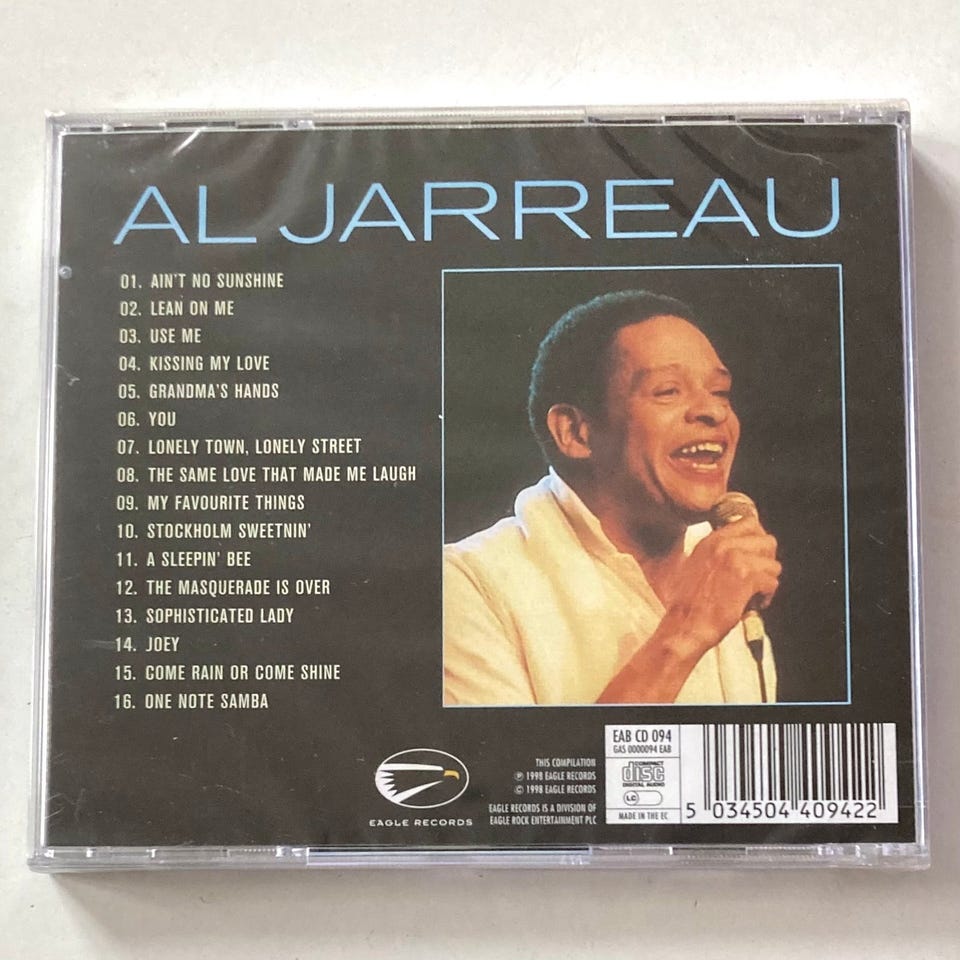 AL JARREAU
01. AIN'T NO SUNSHINE
02. LEAN ON ME
03. USE ME
04. KISSING MY LOVE
05. GRANDMA'S HANDS
06. YOU
07. LONELY TOWN, LONELY STREET
08. THE SAME LOVE THAT MADE ME LAUGH
09. MY FAVOURITE THINGS
10. STOCKHOLM SWEETNIN'
11. A SLEEPIN' BEE
12. THE MASQUERADE IS OVER
13. SOPHISTICATED LADY
14. JOEY
15. COME RAIN OR COME SHINE
16. ONE NOTE SAMBA
EAGLE RECORDS
THIS COMPILATION
℗ 1998 EAGLE RECORDS
© 1998 EAGLE RECORDS
EAGLE RECORDS IS A DIVISION OF
EAGLE ROCK ENTERTAINMENT PLC
EAB CD 094
GAS 0000094 EAB
COMPACT
disc
DIGITAL AUDIO
LC
MADE IN THE EC
5 034504 409422